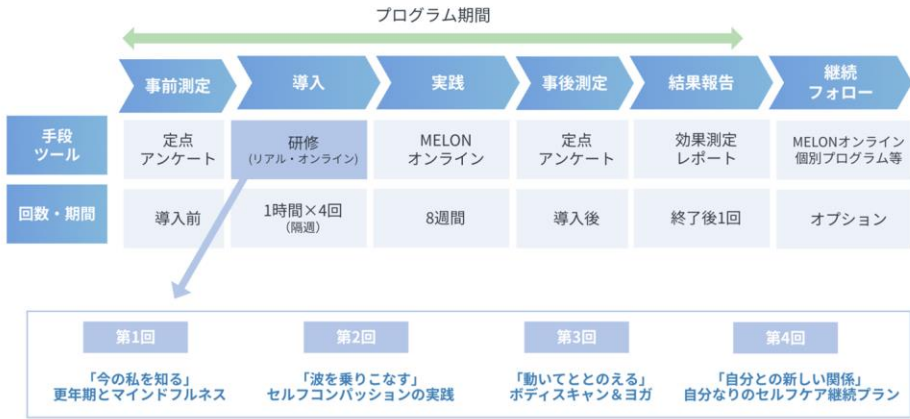 プログラム期間
事前測定
導入
実践
事後測定
結果報告
継続
フォロー
手段
ツール
定点
アンケート
研修
(リアル・オンライン)
MELON
オンライン
定点
アンケート
効果測定
レポート
MELONオンライン
個別プログラム等
回数・期間
導入前
1時間×4回
(隔週)
8週間
導入後
終了後1回
オプション
第1回
「今の私を知る」
更年期とマインドフルネス
第2回
「波を乗りこなす」
セルフコンパッションの実践
第3回
「動いてととのえる」
ボディスキャン&ヨガ
第4回
「自分との新しい関係」
自分なりのセルフケア継続プラン